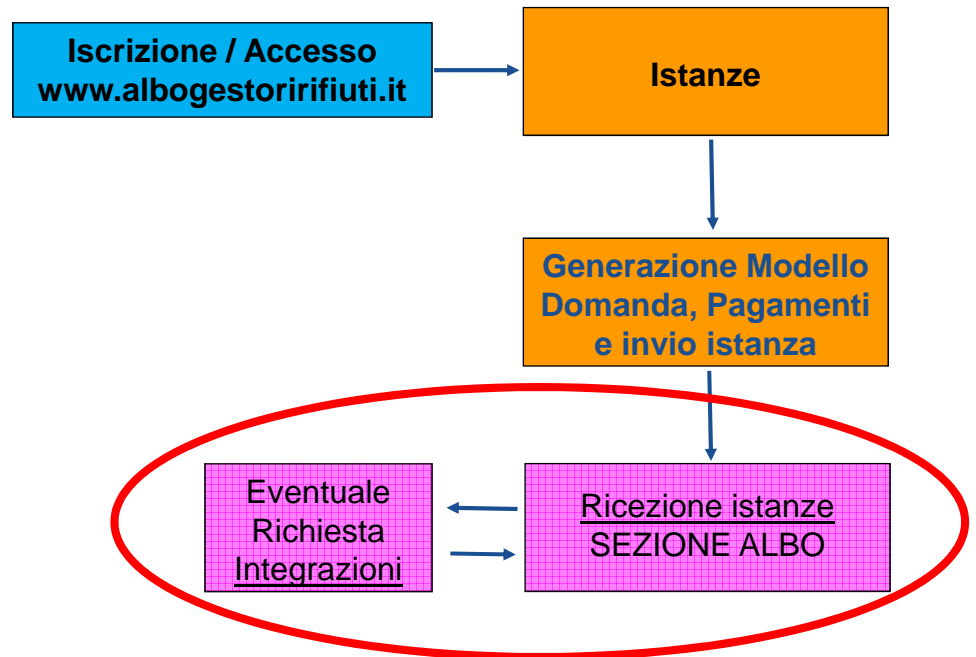 Iscrizione / Accesso
www.albogestoririfiuti.it
Istanze
Generazione Modello
Domanda, Pagamenti
e invio istanza
Eventuale
Richiesta
Integrazioni
Ricezione istanze
SEZIONE ALBO